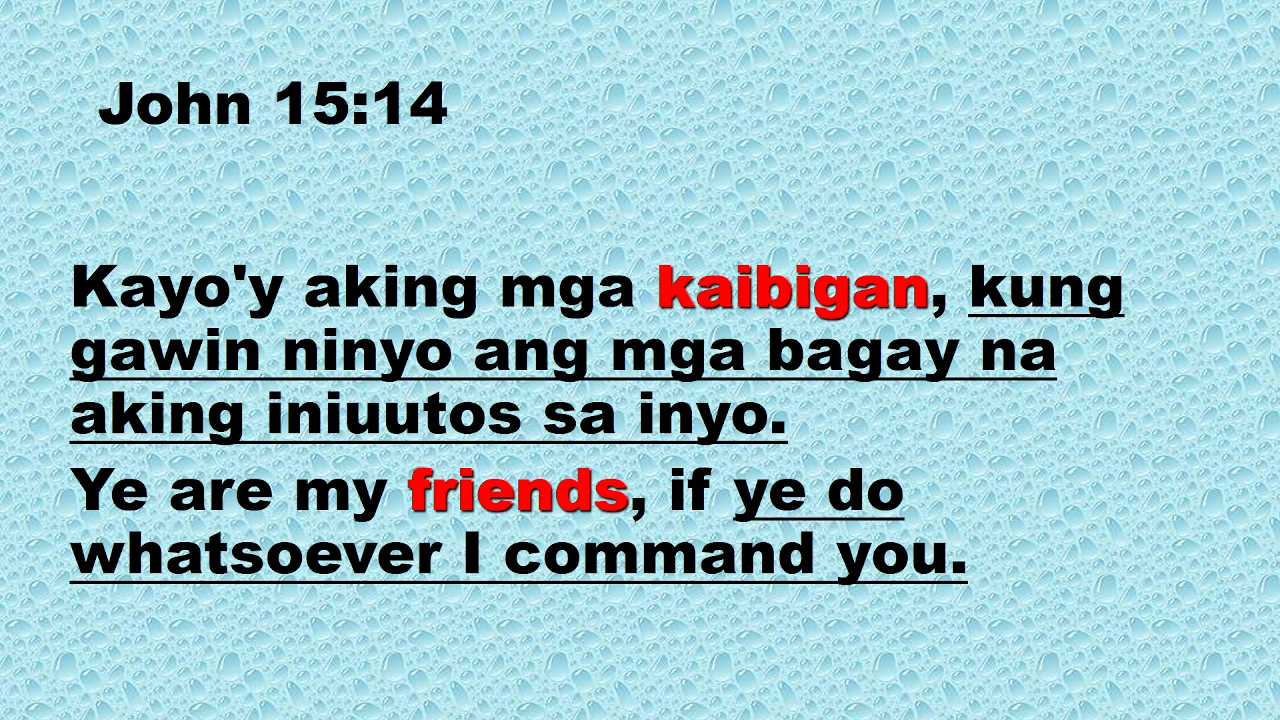 John 15:14
Kayo'y aking mga kaibigan, kung
gawin ninyo ang mga bagay na
aking iniuutos sa inyo.
Ye are my friends, if ye do
whatsoever I command you.